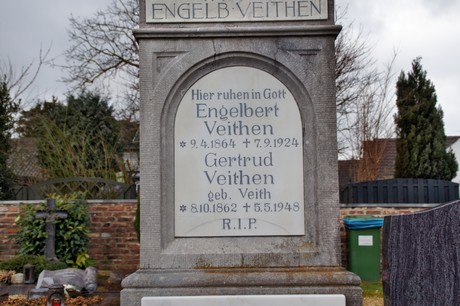 ENGELB·VEITHEN
Hier ruhen in Gott
Engelbert
Veithen
* 9.4.1864 + 7.9.1924
Gertrud
Veithen
geb. Veith
* 8.10.1862 + 5.5.1948
R.I.P.